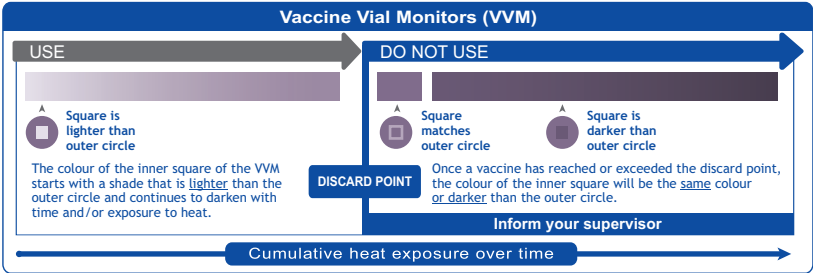 Vaccine Vial Monitors (VVM)
USE
Square is
lighter than
outer circle
The colour of the inner square of the VVM
starts with a shade that is lighter than the
outer circle and continues to darken with
time and/or exposure to heat.
DISCARD POINT
DO NOT USE
Square
matches
outer circle
Square is
darker than
outer circle
Once a vaccine has reached or exceeded the discard point,
the colour of the inner square will be the same colour
or darker than the outer circle.
Inform your supervisor
Cumulative heat exposure over time